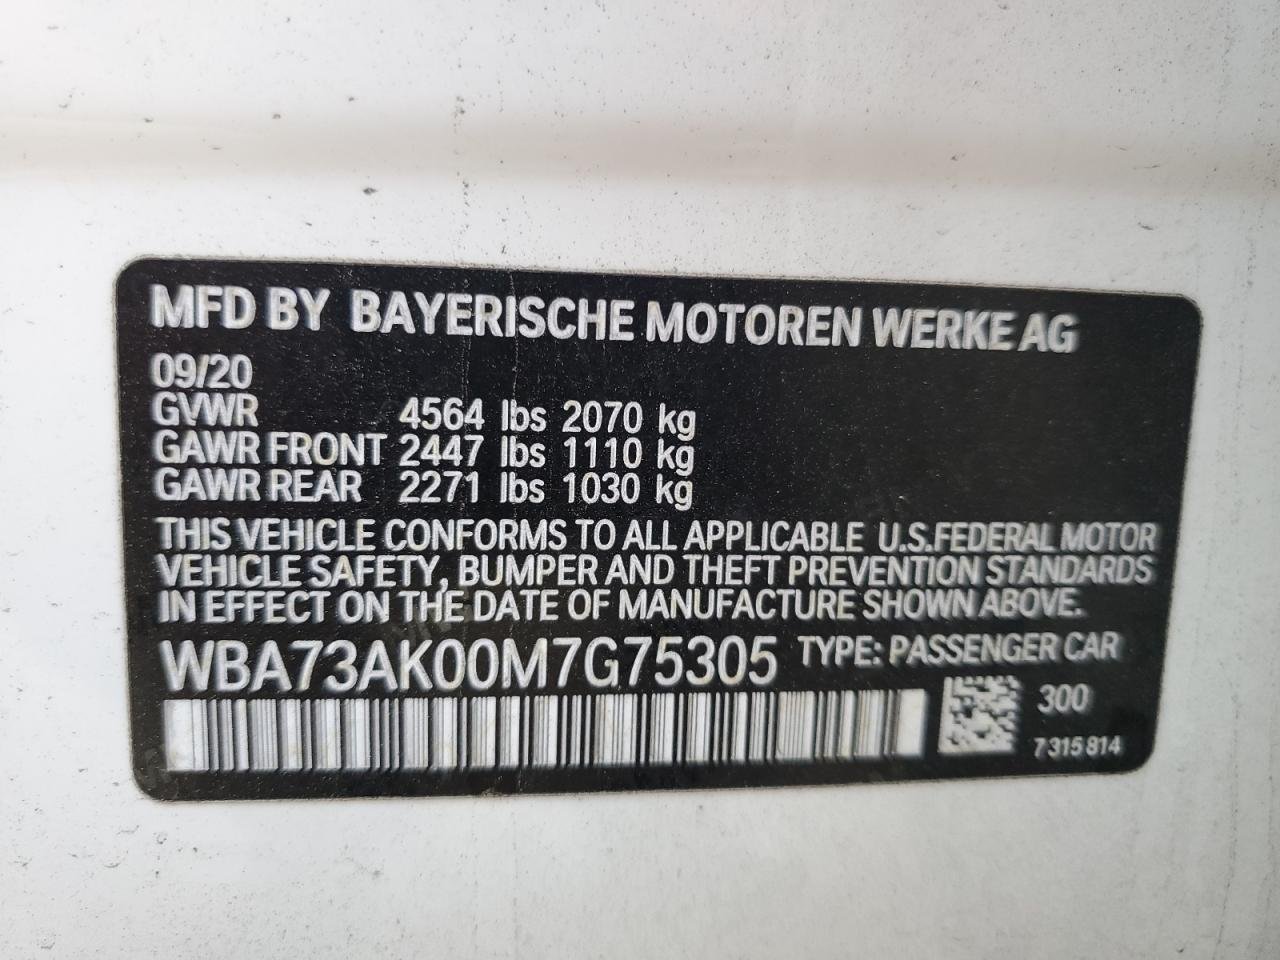 MFD BY BAYERISCHE MOTOREN WERKE AG
09/20
GVWR 4564 lbs 2070 kg
GAWR FRONT 2447 lbs 1110 kg
GAWR REAR 2271 lbs 1030 kg
THIS VEHICLE CONFORMS TO ALL APPLICABLE U.S.FEDERAL MOTOR
VEHICLE SAFETY, BUMPER AND THEFT PREVENTION STANDARDS
IN EFFECT ON THE DATE OF MANUFACTURE SHOWN ABOVE.
WBA73AK00M7G75305 TYPE: PASSENGER CAR
300
7 315 814